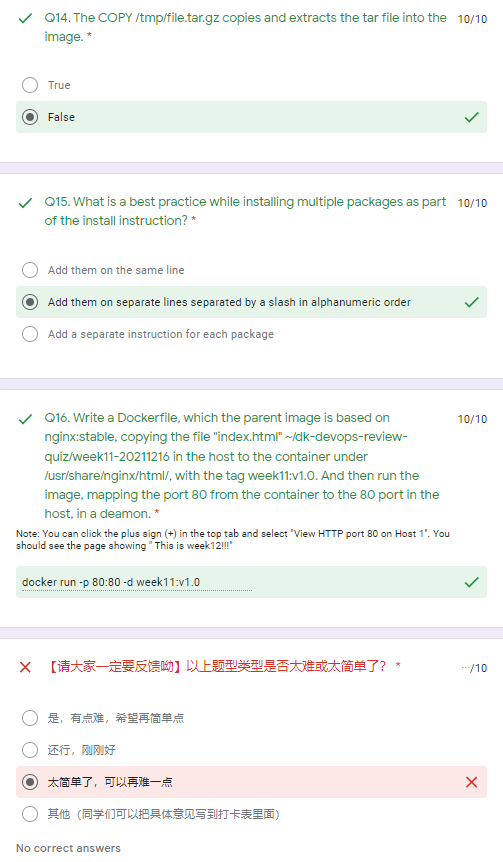 Q14. The COPY /tmp/file.tar.gz copies and extracts the tar file into the 10/10
image. *
True
False
Q15. What is a best practice while installing multiple packages as part 10/10
of the install instruction? *
Add them on the same line
Add them on separate lines separated by a slash in alphanumeric order
Add a separate instruction for each package
Q16. Write a Dockerfile, which the parent image is based on 10/10
nginx:stable, copying the file "index.html" ~/dk-devops-review-
quiz/week11-20211216 in the host to the container under
/usr/share/nginx/html/, with the tag week11:v1.0. And then run the
image, mapping the port 80 from the container to the 80 port in the
host, in a deamon. *
Note: You can click the plus sign (+) in the top tab and select "View HTTP port 80 on Host 1". You
should see the page showing " This is week12!!!"
docker run -p 80:80 -d week11:v1.0
【请大家一定要反馈呦】以上题型类型是否太难或太简单了？ * ···/10
是，有点难，希望再简单点
还行，刚刚好
太简单了，可以再难一点
其他（同学们可以把具体意见写到打卡表里面）
No correct answers